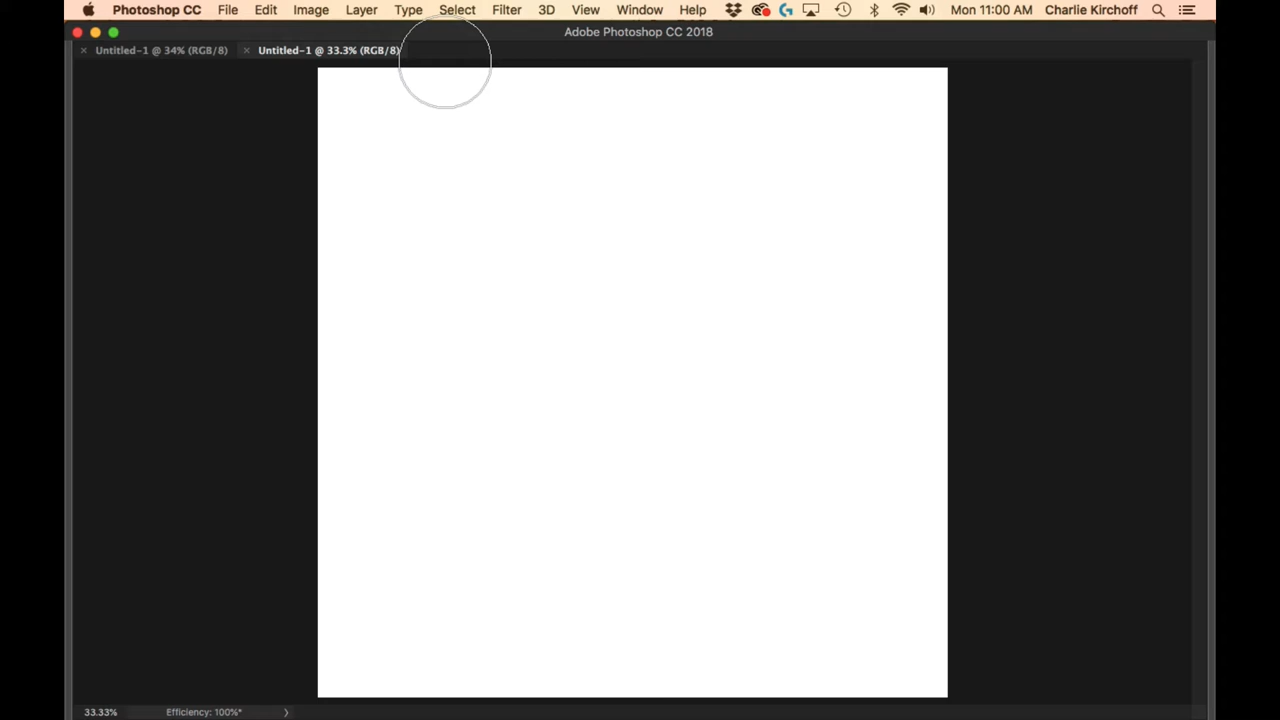 Photoshop CC File Edit Image Layer Type Select Filter 3D View Window Help Mon 11:00 AM Charlie Kirchoff
Adobe Photoshop CC 2018
Untitled-1 @ 34% (RGB/8) Untitled-1 @ 33.3% (RGB/8)
33.33% Efficiency: 100%*